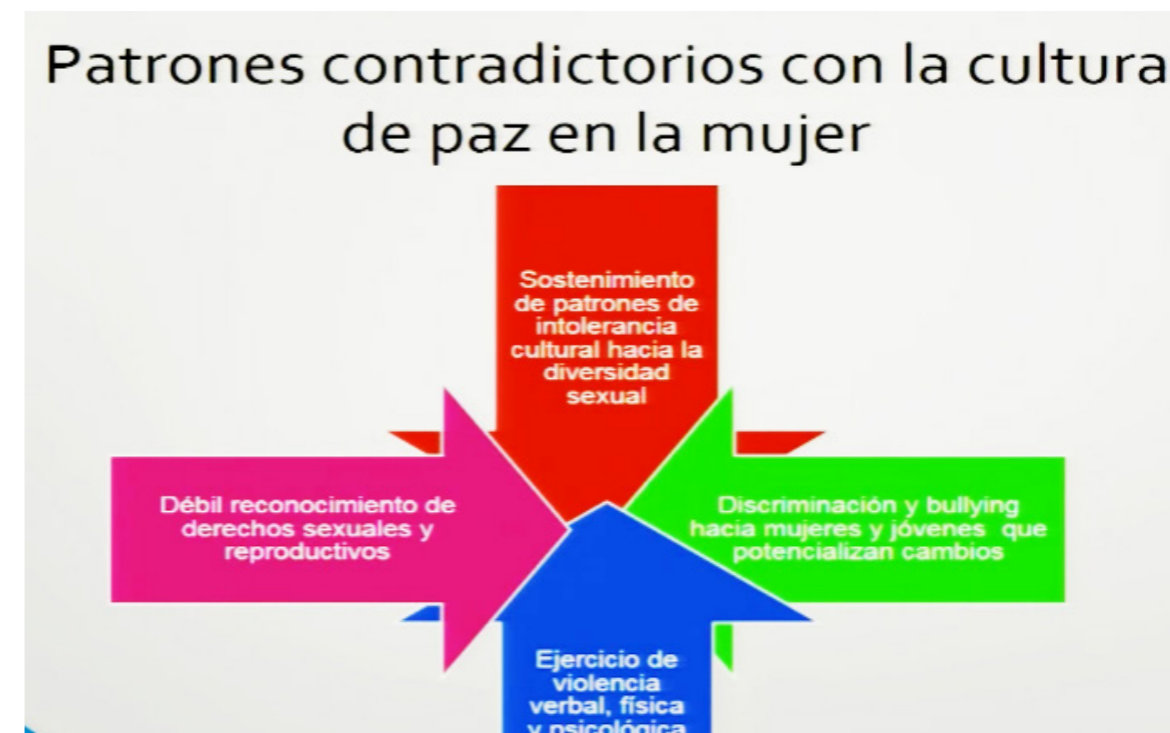 Patrones contradictorios con la cultura
de paz en la mujer
Sostenimiento
de patrones de
intolerancia
cultural hacia la
diversidad
sexual
Débil reconocimiento de
derechos sexuales y
reproductivos
Discriminación y bullying
hacia mujeres y jóvenes que
potencializan cambios
Ejercicio de
violencia
verbal, física
y psicológica